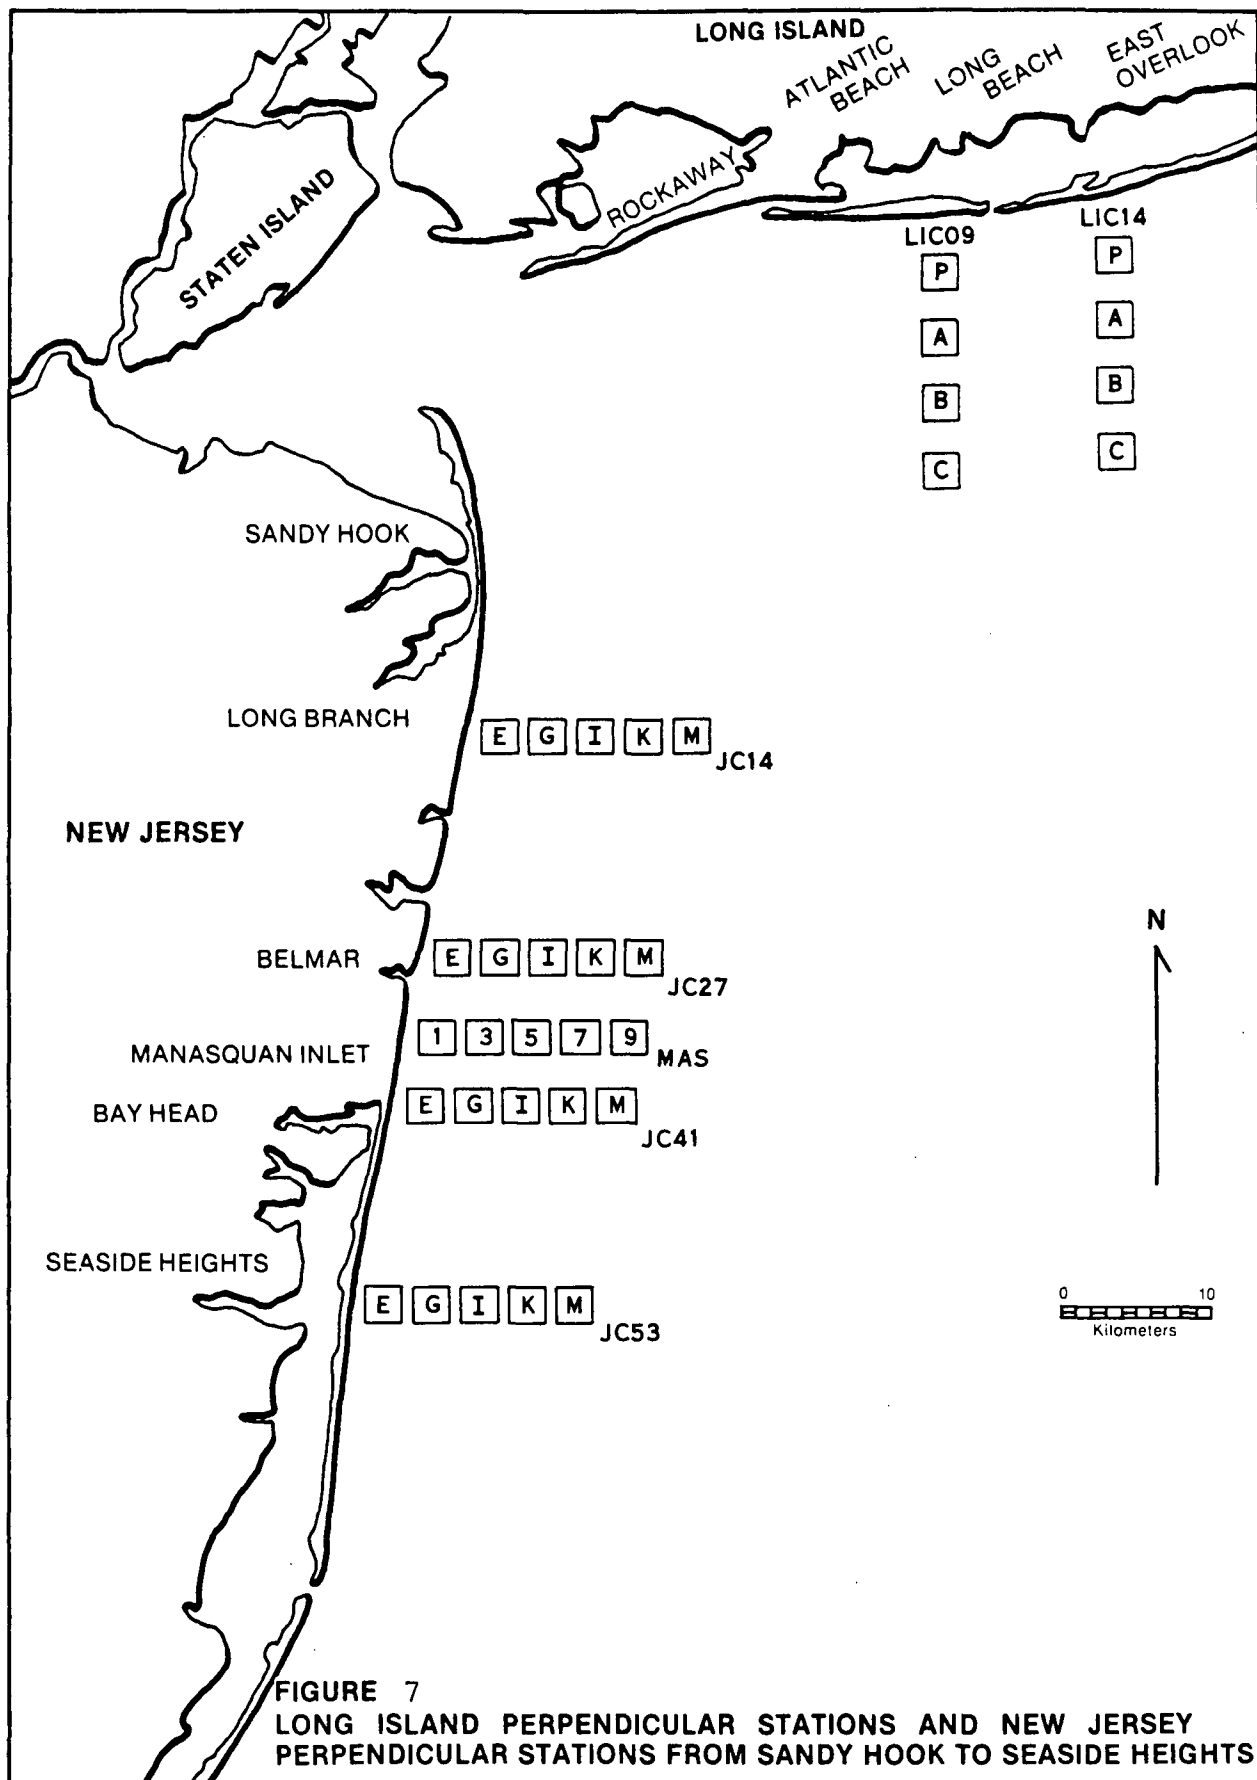 LONG ISLAND
ATLANTIC
BEACH
LONG
BEACH
EAST
OVERLOOK
ROCKAWAY
STATEN ISLAND
LIC09
P
A
B
C
LIC14
P
A
B
C
SANDY HOOK
LONG BRANCH
E G I K M
JC14
NEW JERSEY
N
BELMAR
E G I K M
JC27
MANASQUAN INLET
1 3 5 7 9
MAS
BAY HEAD
E G I K M
JC41
SEASIDE HEIGHTS
E G I K M
JC53
0 10
Kilometers
FIGURE 7
LONG ISLAND PERPENDICULAR STATIONS AND NEW JERSEY
PERPENDICULAR STATIONS FROM SANDY HOOK TO SEASIDE HEIGHTS